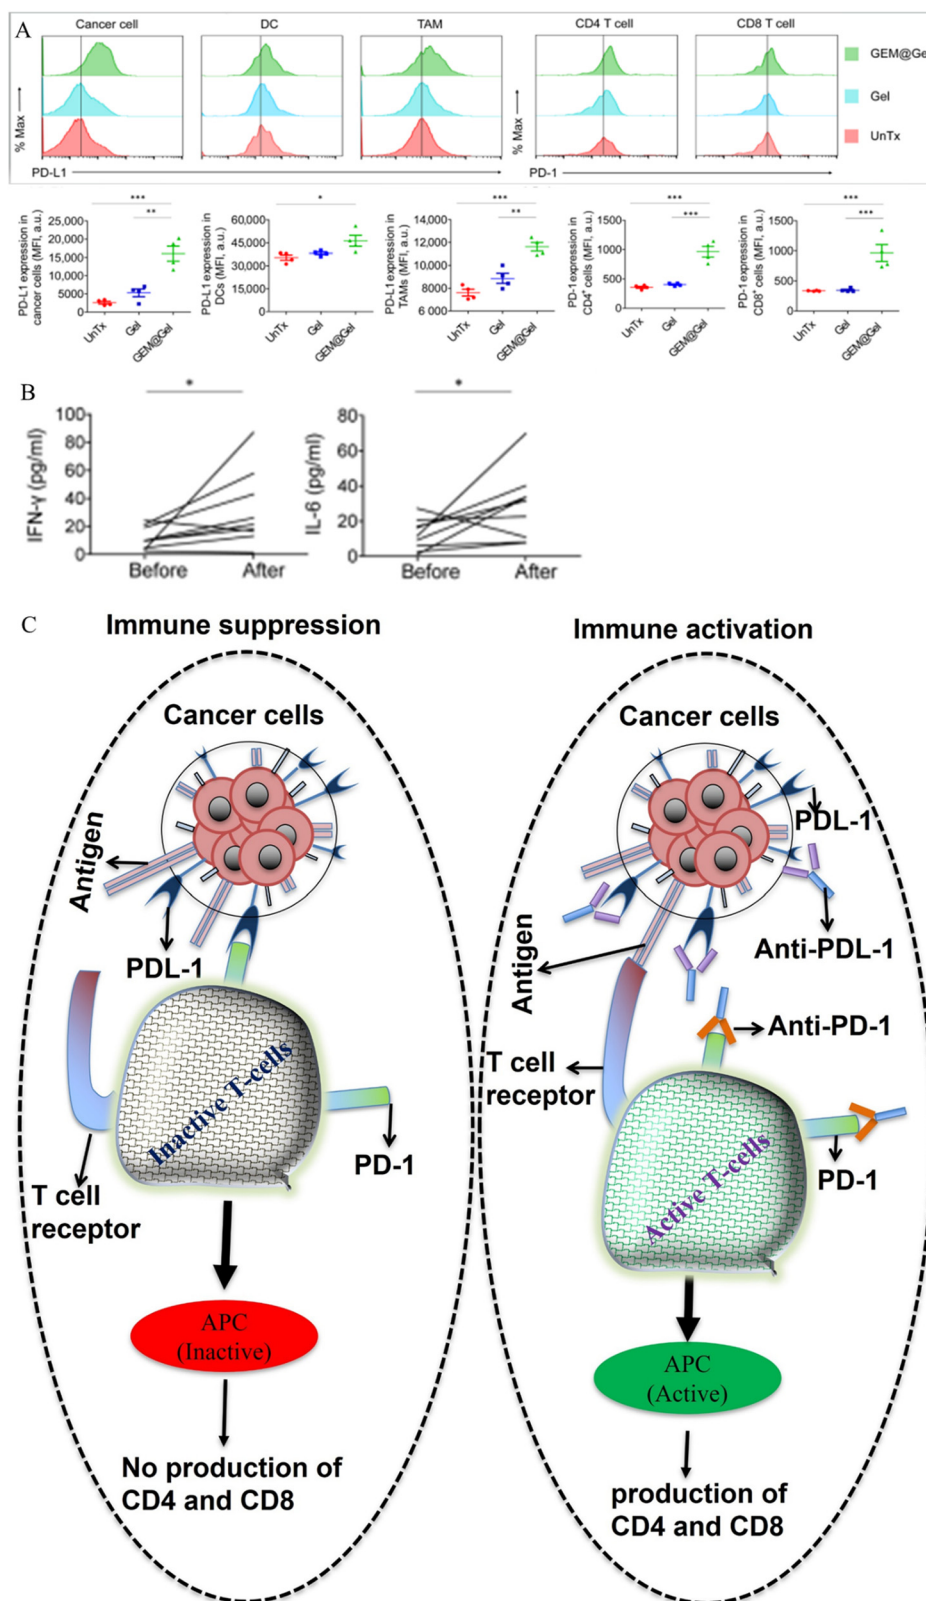 A
Cancer cell
DC
TAM
CD4 T cell
CD8 T cell
% Max
% Max
GEM@Gel
Gel
UnTx
PD-L1
PD-1
***
**
PD-L1 expression in
cancer cells (MFI, a.u.)
25,000
20,000
15,000
10,000
5000
0
UnTx
Gel
GEM@Gel
*
PD-L1 expression in
DCs (MFI, a.u.)
60,000
45,000
30,000
15,000
0
UnTx
Gel
GEM@Gel
***
**
PD-L1 expression in
TAMs (MFI, a.u.)
14,000
12,000
10,000
8000
6 000
UnTx
Gel
GEM@Gel
***
***
PD-1 expression in
CD4+ cells (MFI, a.u.)
1500
1000
500
0
UnTx
Gel
GEM@Gel
***
***
PD-1 expression in
CD8+ cells (MFI, a.u.)
1500
1000
500
0
UnTx
Gel
GEM@Gel
B
*
IFN-γ (pg/ml)
100
80
60
40
20
0
Before
After
*
IL-6 (pg/ml)
80
60
40
20
0
Before
After
C
Immune suppression
Cancer cells
Antigen
PDL-1
Inactive T-cells
PD-1
T cell
receptor
APC
(Inactive)
No production of
CD4 and CD8
Immune activation
Cancer cells
PDL-1
Anti-PDL-1
Antigen
Anti-PD-1
T cell
receptor
Active T-cells
PD-1
APC
(Active)
production of
CD4 and CD8